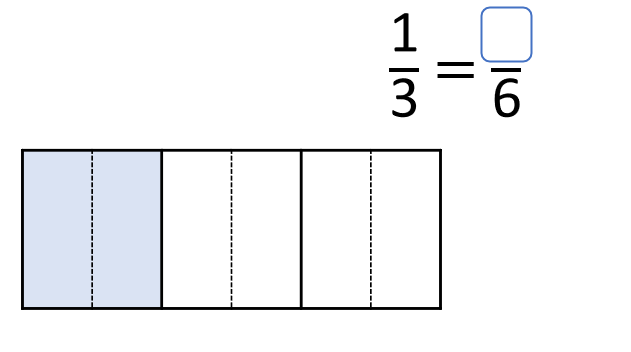 1/3 = □/6